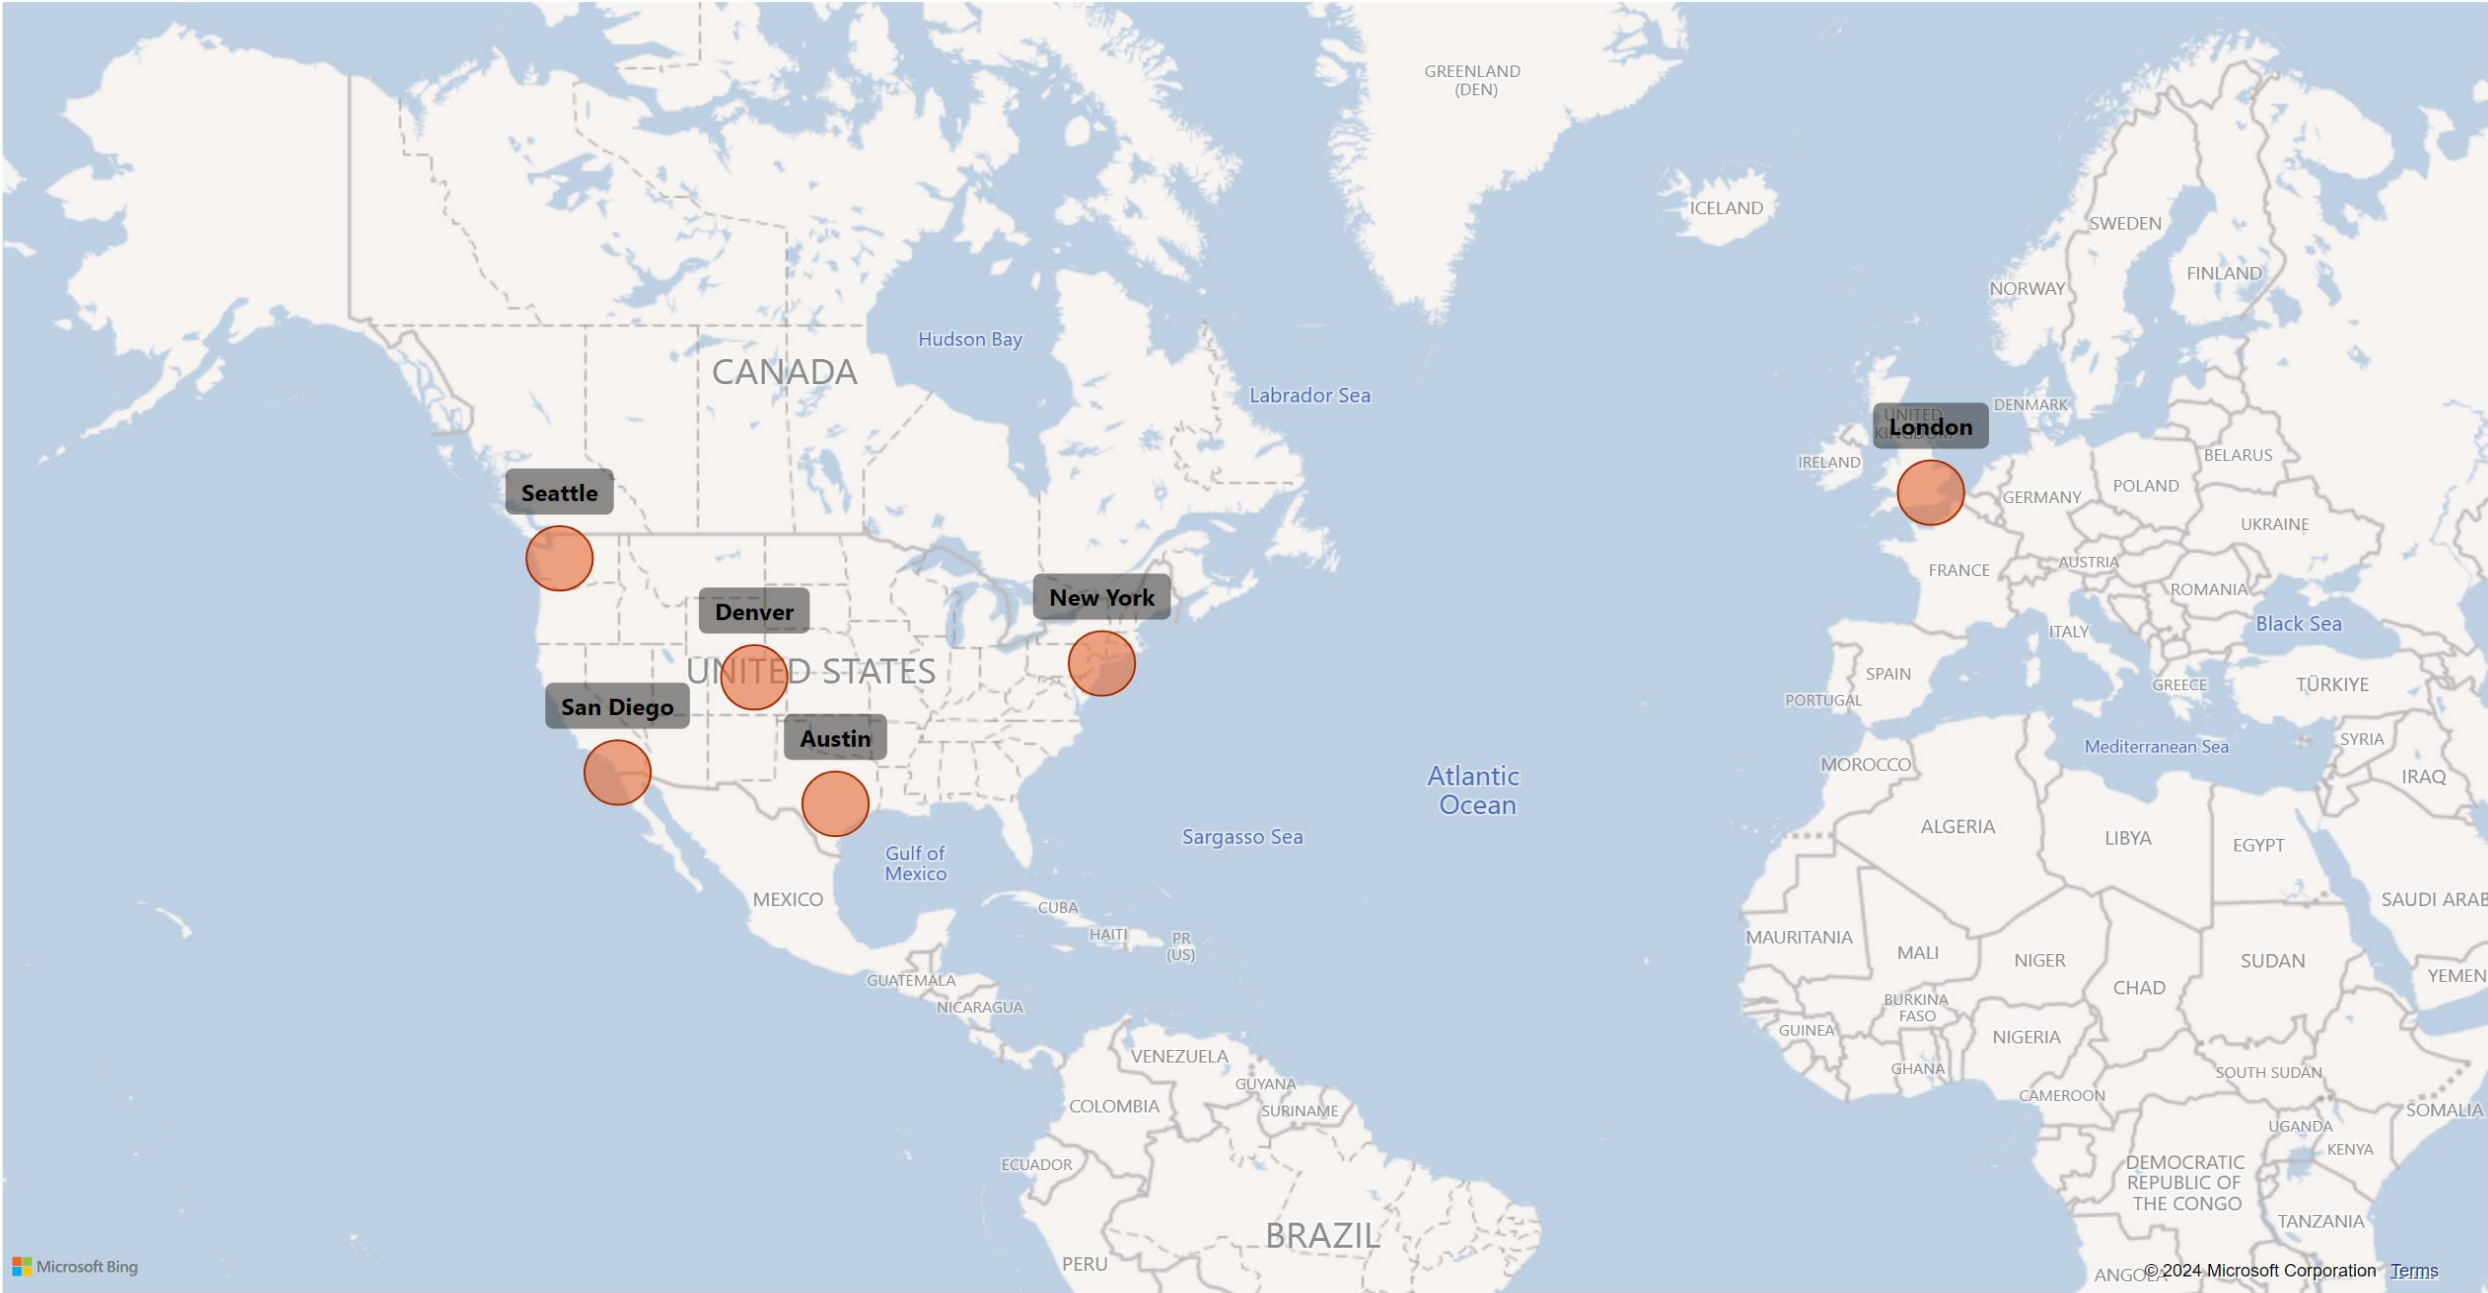 GREENLAND
(DEN)
ICELAND
SWEDEN
FINLAND
NORWAY
Hudson Bay
CANADA
Labrador Sea
DENMARK
UNITED
KINGDOM
London
IRELAND
BELARUS
POLAND
GERMANY
UKRAINE
Seattle
AUSTRIA
FRANCE
ROMANIA
New York
Denver
Black Sea
ITALY
UNITED STATES
SPAIN
GREECE
TÜRKIYE
PORTUGAL
San Diego
Austin
SYRIA
Mediterranean Sea
MOROCCO
IRAQ
Atlantic
Ocean
ALGERIA
LIBYA
EGYPT
Sargasso Sea
Gulf of
Mexico
MEXICO
CUBA
SAUDI ARAB
HAITI
PR
(US)
MAURITANIA
MALI
NIGER
SUDAN
YEMEN
GUATEMALA
CHAD
BURKINA
FASO
NICARAGUA
GUINEA
NIGERIA
VENEZUELA
GHANA
SOUTH SUDAN
GUYANA
CAMEROON
COLOMBIA
SURINAME
SOMALIA
UGANDA
KENYA
ECUADOR
DEMOCRATIC
REPUBLIC OF
THE CONGO
TANZANIA
BRAZIL
PERU
Microsoft Bing
ANGOLA
© 2024 Microsoft Corporation Terms